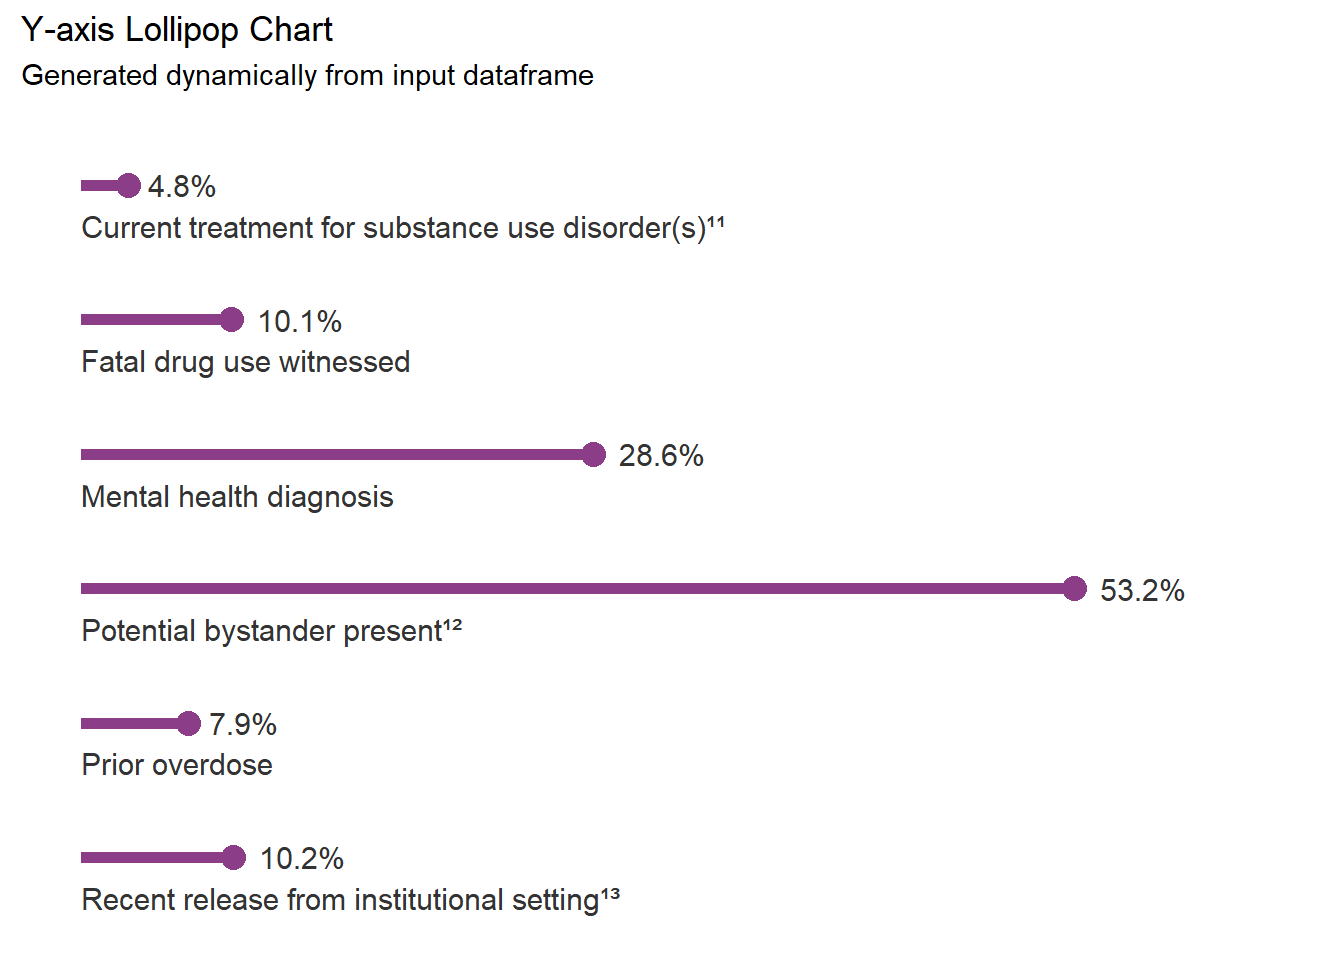 Y-axis Lollipop Chart
Generated dynamically from input dataframe
4.8%
Current treatment for substance use disorder(s)¹¹
10.1%
Fatal drug use witnessed
28.6%
Mental health diagnosis
53.2%
Potential bystander present¹²
7.9%
Prior overdose
10.2%
Recent release from institutional setting¹³